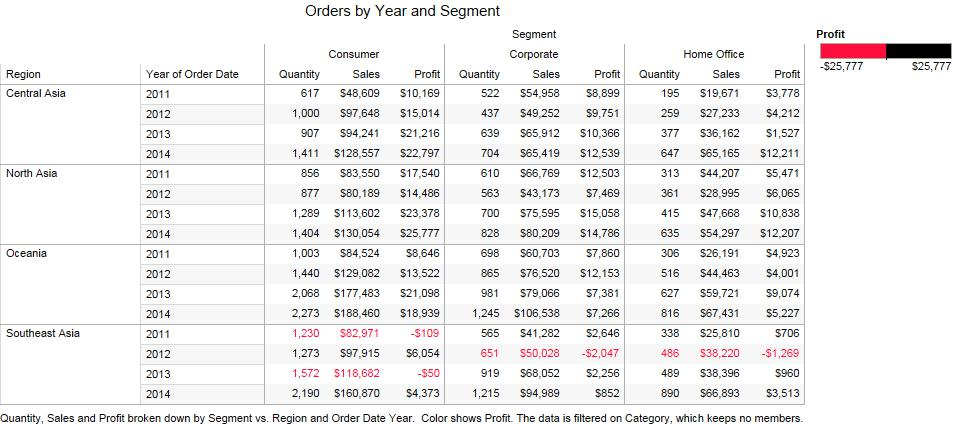 Orders by Year and Segment
Segment
Profit
Consumer Corporate Home Office
-$25,777 $25,777
Region Year of Order Date Quantity Sales Profit Quantity Sales Profit Quantity Sales Profit
Central Asia 2011 617 $48,609 $10,169 522 $54,958 $8,899 195 $19,671 $3,778
2012 1,000 $97,648 $15,014 437 $49,252 $9,751 259 $27,233 $4,212
2013 907 $94,241 $21,216 639 $65,912 $10,366 377 $36,162 $1,527
2014 1,411 $128,557 $22,797 704 $65,419 $12,539 647 $65,165 $12,211
North Asia 2011 856 $83,550 $17,540 610 $66,769 $12,503 313 $44,207 $5,471
2012 877 $80,189 $14,486 563 $43,173 $7,469 361 $28,995 $6,065
2013 1,289 $113,602 $23,378 700 $75,595 $15,058 415 $47,668 $10,838
2014 1,404 $130,054 $25,777 828 $80,209 $14,786 635 $54,297 $12,207
Oceania 2011 1,003 $84,524 $8,646 698 $60,703 $7,860 306 $26,191 $4,923
2012 1,440 $129,082 $13,522 865 $76,520 $12,153 516 $44,463 $4,001
2013 2,068 $177,483 $21,098 981 $79,066 $7,381 627 $59,721 $9,074
2014 2,273 $188,460 $18,939 1,245 $106,538 $7,266 816 $67,431 $5,227
Southeast Asia 2011 1,230 $82,971 -$109 565 $41,282 $2,646 338 $25,810 $706
2012 1,273 $97,915 $6,054 651 $50,028 -$2,047 486 $38,220 -$1,269
2013 1,572 $118,682 -$50 919 $68,052 $2,256 489 $38,396 $960
2014 2,190 $160,870 $4,373 1,215 $94,989 $852 890 $66,893 $3,513
Quantity, Sales and Profit broken down by Segment vs. Region and Order Date Year. Color shows Profit. The data is filtered on Category, which keeps no members.